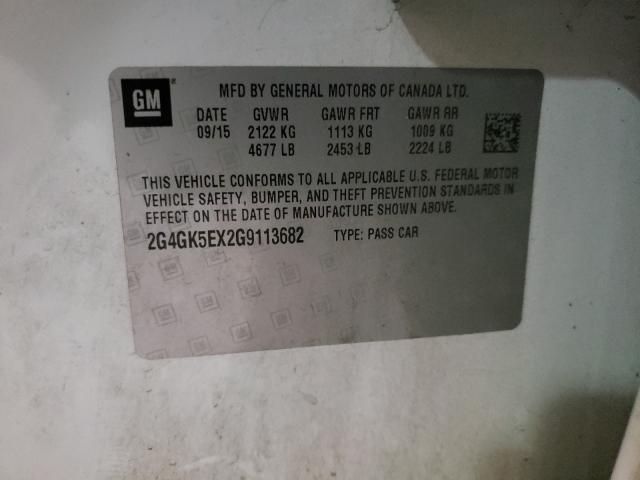 GM
MFD BY GENERAL MOTORS OF CANADA LTD.
DATE GVWR GAWR FRT GAWR RR
09/15 2122 KG 1113 KG 1009 KG
4677 LB 2453 LB 2224 LB
THIS VEHICLE CONFORMS TO ALL APPLICABLE U.S. FEDERAL MOTOR
VEHICLE SAFETY, BUMPER, AND THEFT PREVENTION STANDARDS IN
EFFECT ON THE DATE OF MANUFACTURE SHOWN ABOVE.
2G4GK5EX2G9113682 TYPE: PASS CAR